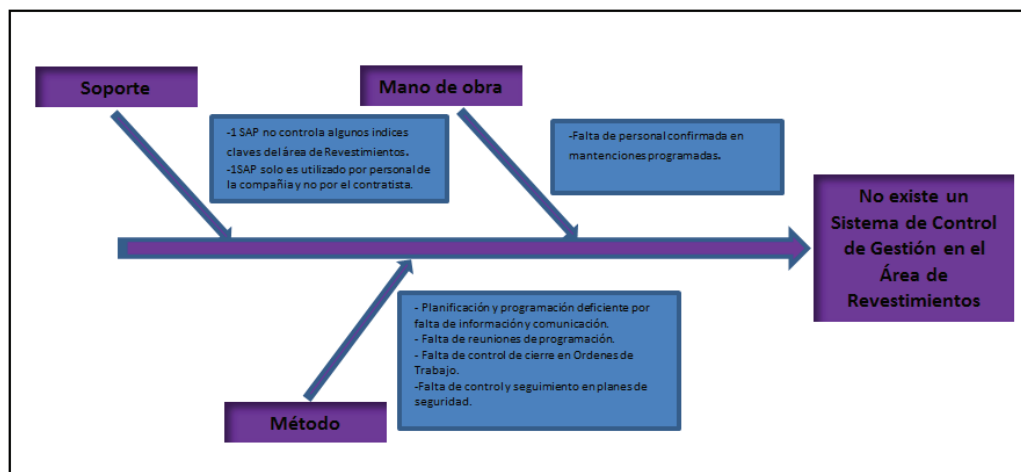 Soporte
Mano de obra
-1 SAP no controla algunos indices
claves del área de Revestimientos.
-1SAP solo es utilizado por personal de
la compañia y no por el contratista.
-Falta de personal confirmada en
mantenciones programadas.
No existe un
Sistema de Control
de Gestión en el
Área de
Revestimientos
- Planificación y programación deficiente por
falta de información y comunicación.
- Falta de reuniones de programación.
- Falta de control de cierre en Ordenes de
Trabajo.
-Falta de control y seguimiento en planes de
seguridad.
Método